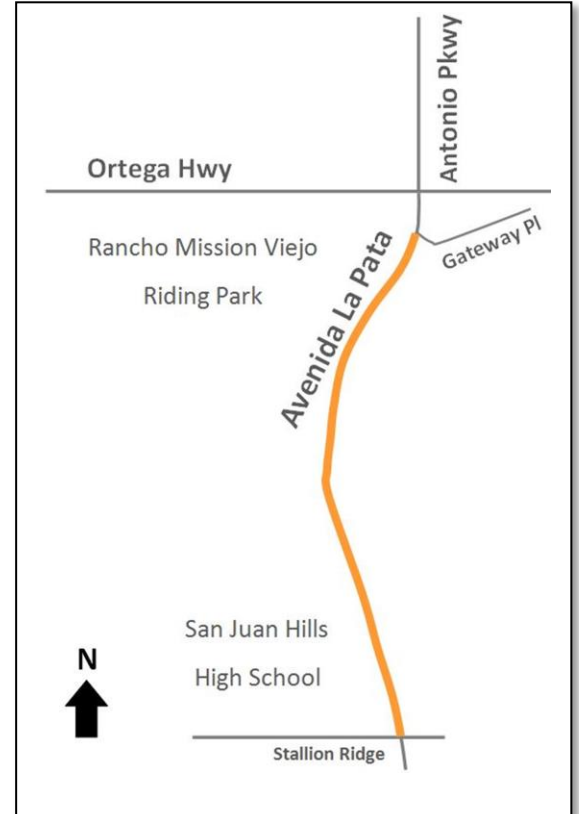 Antonio Pkwy
Ortega Hwy
Gateway Pl
Rancho Mission Viejo
Riding Park
Avenida La Pata
San Juan Hills
High School
N
Stallion Ridge